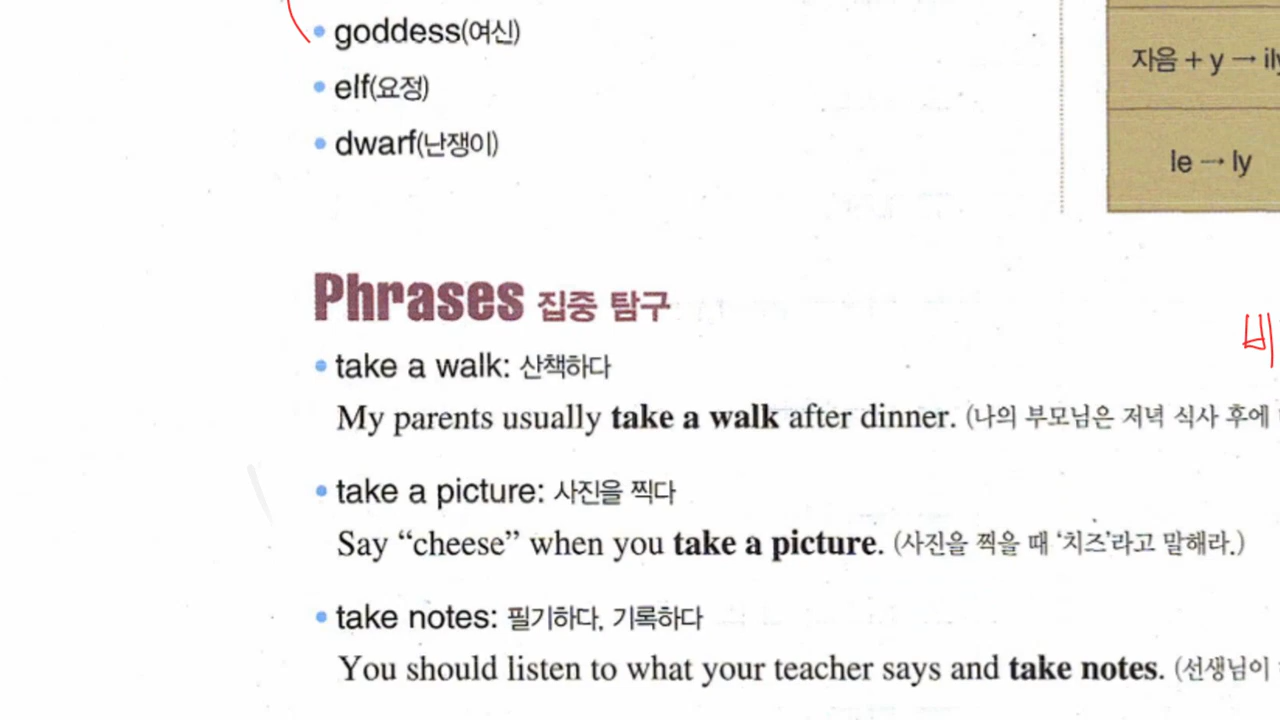 goddess(여신)
elf(요정)
dwarf(난쟁이)
자음 + y → ily
le → ly
Phrases 집중 탐구
take a walk: 산책하다
My parents usually take a walk after dinner. (나의 부모님은 저녁 식사 후에
take a picture: 사진을 찍다
Say “cheese” when you take a picture. (사진을 찍을 때 ‘치즈’라고 말해라.)
take notes: 필기하다, 기록하다
You should listen to what your teacher says and take notes. (선생님이